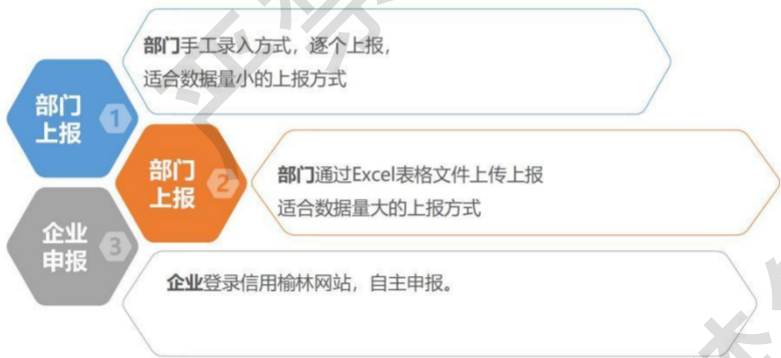 部门手工录入方式，逐个上报，
适合数据量小的上报方式
部门
上报
1
部门
上报
2
部门通过Excel表格文件上传上报
适合数据量大的上报方式
企业
申报
3
企业登录信用榆林网站，自主申报。